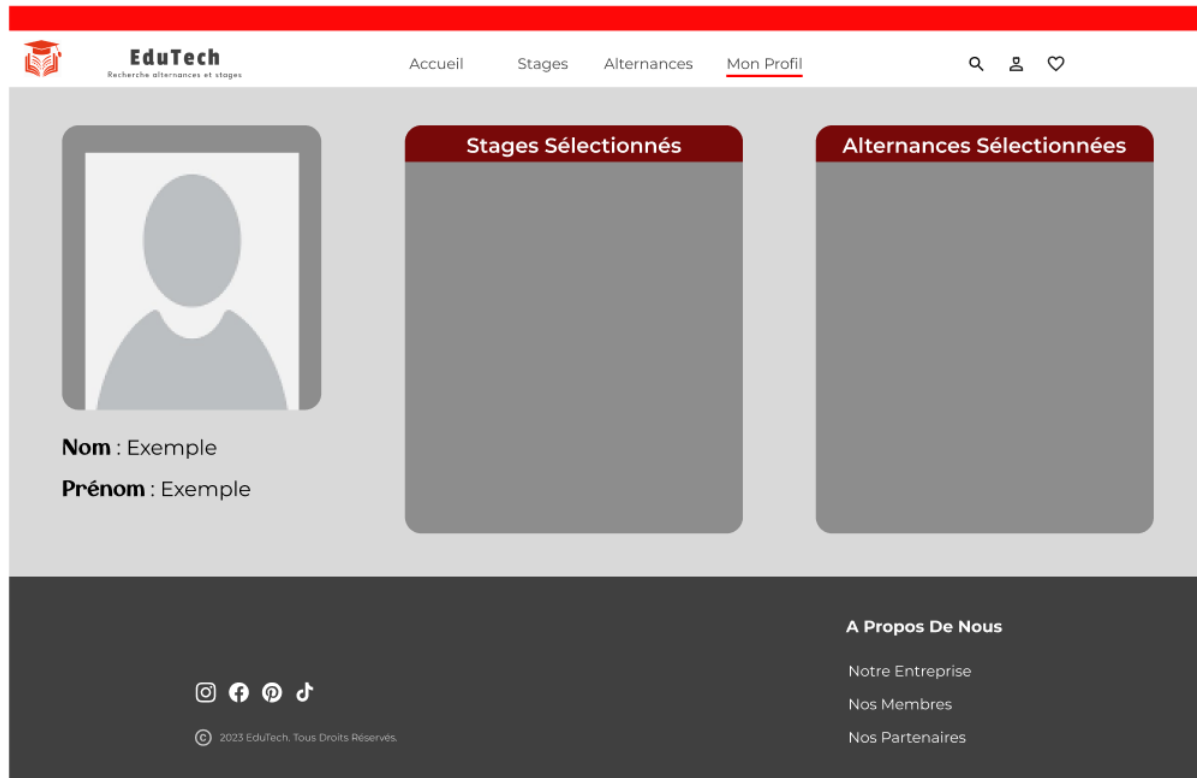 EduTech
Recherche alternances et stages
Accueil
Stages
Alternances
Mon Profil
Stages Sélectionnés
Alternances Sélectionnées
Nom : Exemple
Prénom : Exemple
A Propos De Nous
Notre Entreprise
Nos Membres
Nos Partenaires
© 2023 EduTech. Tous Droits Réservés.